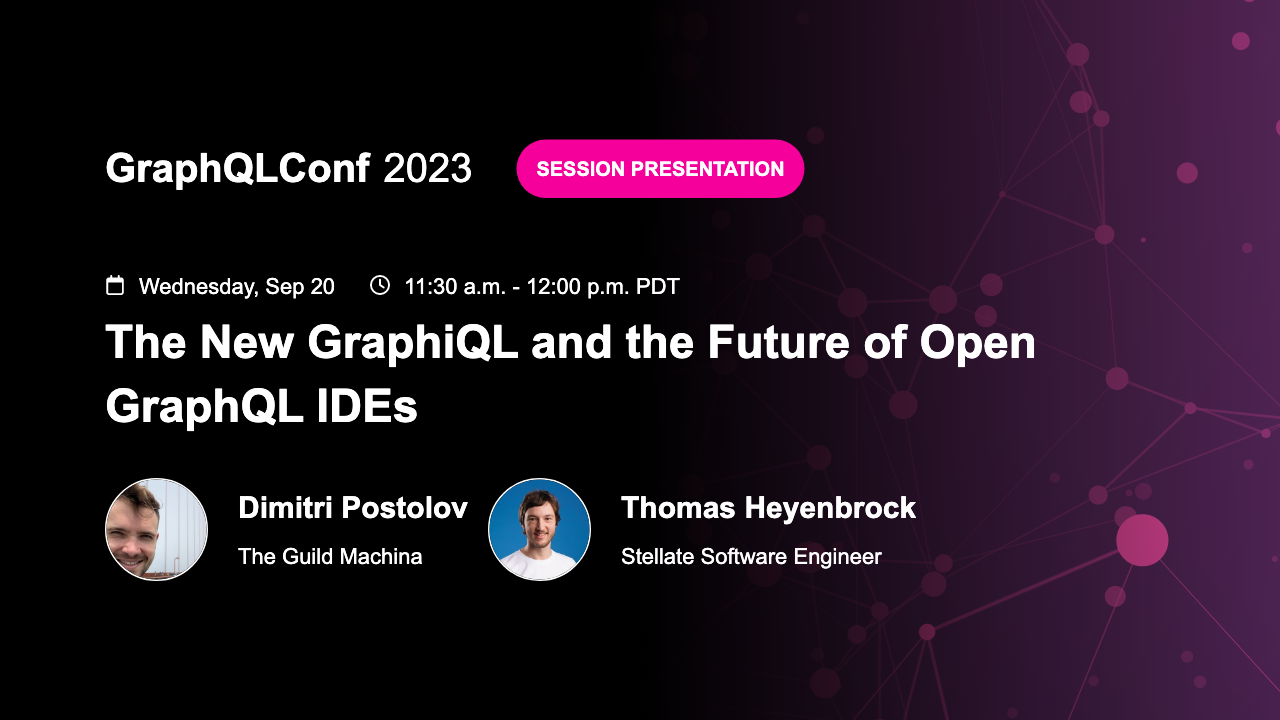 GraphQLConf 2023
SESSION PRESENTATION
Wednesday, Sep 20
11:30 a.m. - 12:00 p.m. PDT
The New GraphiQL and the Future of Open
GraphQL IDEs
Dimitri Postolov
The Guild Machina
Thomas Heyenbrock
Stellate Software Engineer